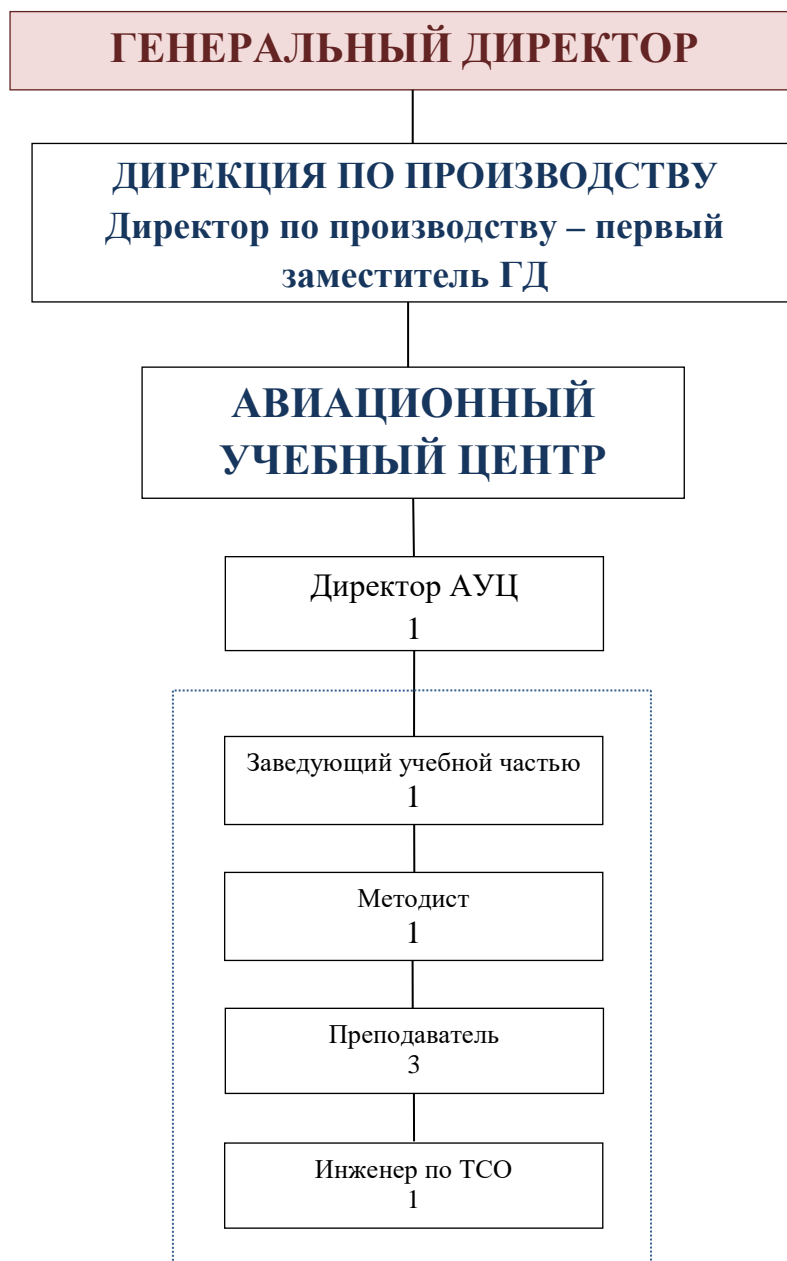 ГЕНЕРАЛЬНЫЙ ДИРЕКТОР
ДИРЕКЦИЯ ПО ПРОИЗВОДСТВУ
Директор по производству – первый
заместитель ГД
АВИАЦИОННЫЙ
УЧЕБНЫЙ ЦЕНТР
Директор АУЦ
1
Заведующий учебной частью
1
Методист
1
Преподаватель
3
Инженер по ТСО
1